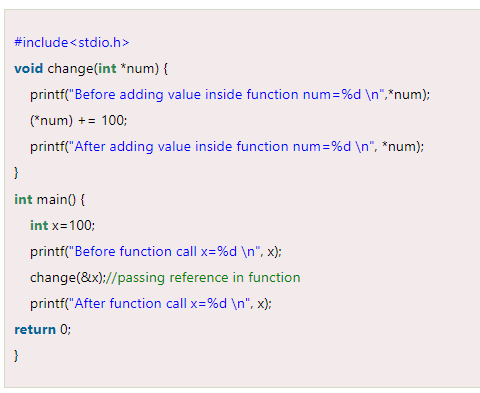 #include<stdio.h>
void change(int *num) {
printf("Before adding value inside function num=%d \n",*num);
(*num) += 100;
printf("After adding value inside function num=%d \n", *num);
}
int main() {
int x=100;
printf("Before function call x=%d \n", x);
change(&x);//passing reference in function
printf("After function call x=%d \n", x);
return 0;
}